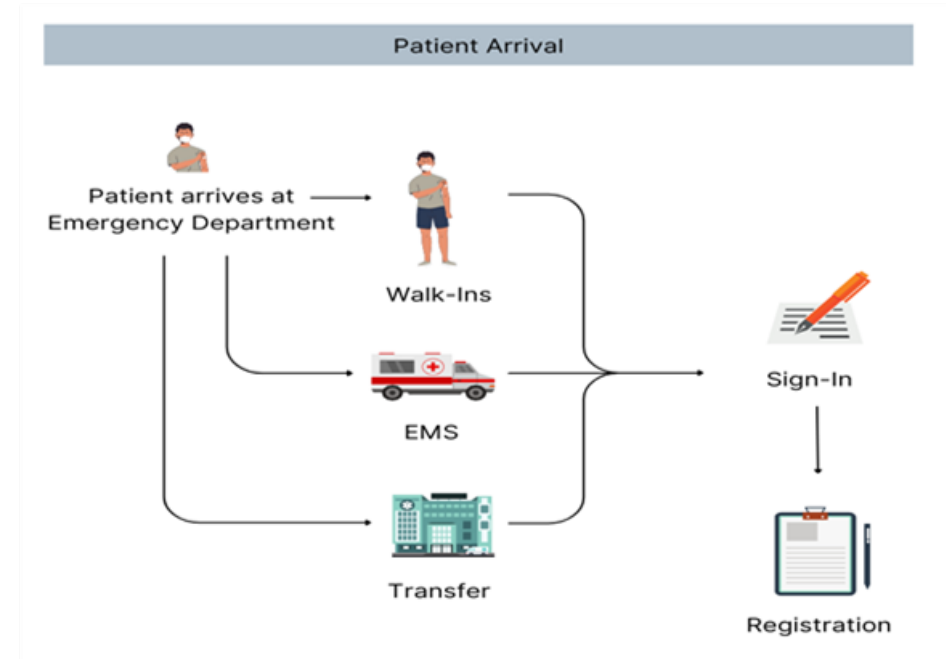 Patient Arrival
Patient arrives at
Emergency Department
Walk-Ins
EMS
Transfer
Sign-In
Registration